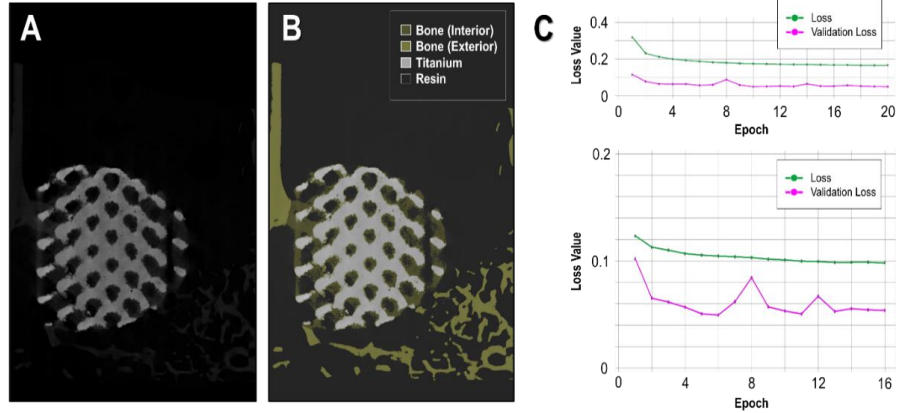 A
B
Bone (Interior)
Bone (Exterior)
Titanium
Resin
C
0.4
0.2
0
Loss Value
Loss
Validation Loss
0 4 8 12 16 20
Epoch
0.2
0.1
0
Loss Value
Loss
Validation Loss
0 4 8 12 16
Epoch